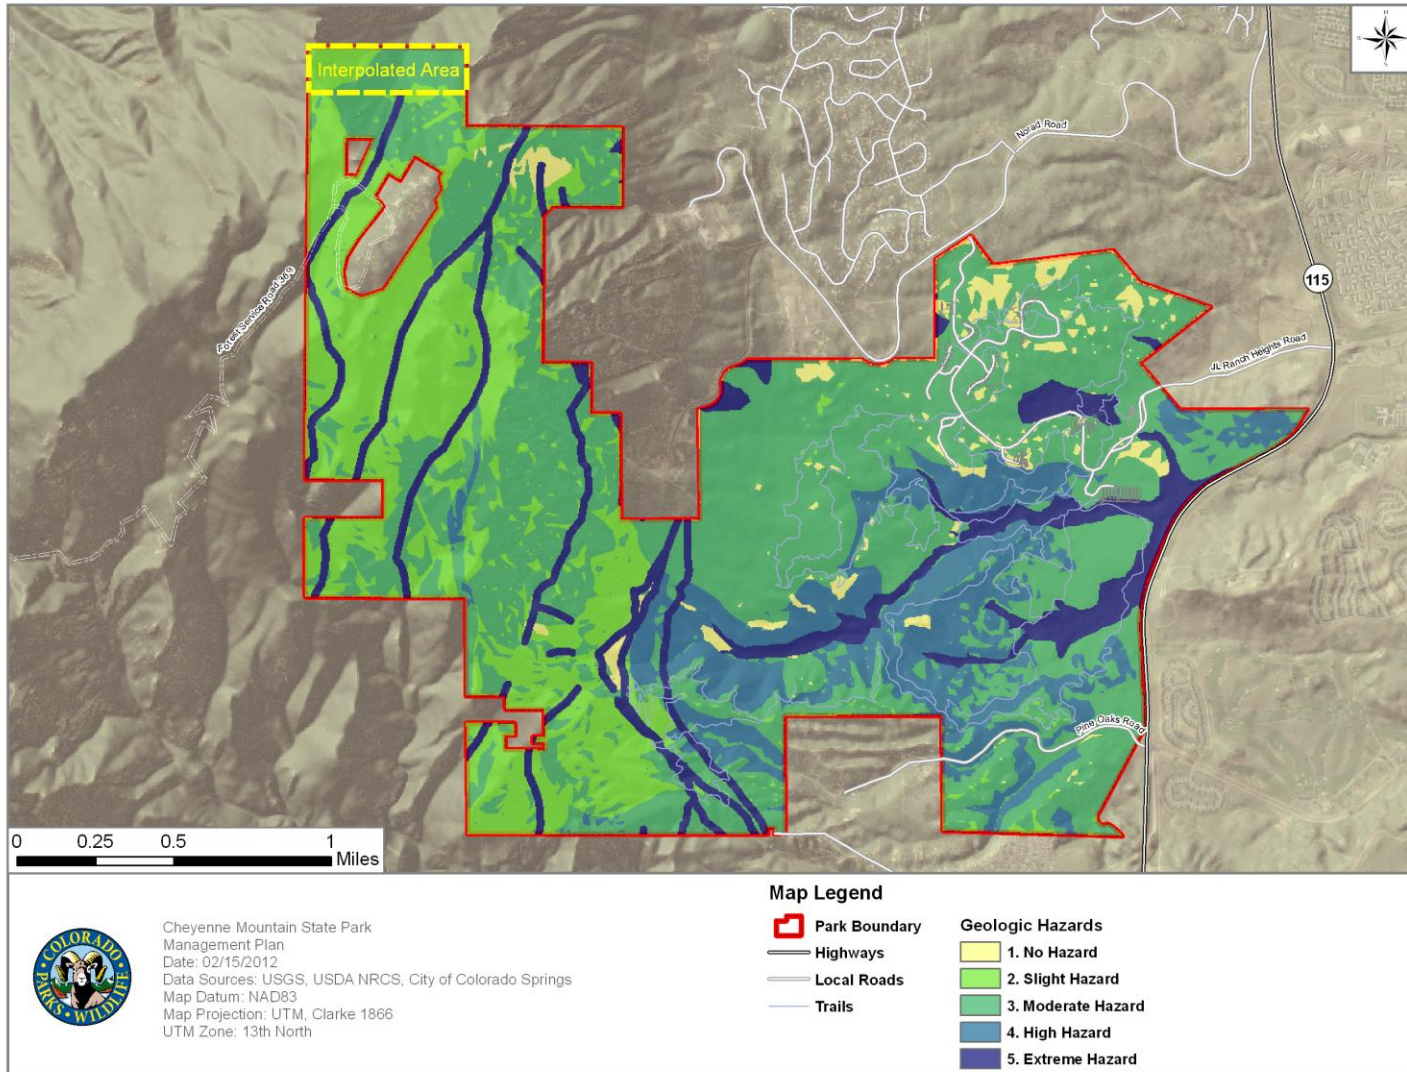 Interpolated Area
Norad Road
115
Forest Service Road 369
JL Ranch Heights Road
Pine Oaks Road
0 0.25 0.5 1
Miles
Map Legend
Park Boundary
Highways
Local Roads
Trails
Geologic Hazards
1. No Hazard
2. Slight Hazard
3. Moderate Hazard
4. High Hazard
5. Extreme Hazard
COLORADO
PARKS • WILDLIFE
Cheyenne Mountain State Park
Management Plan
Date: 02/15/2012
Data Sources: USGS, USDA NRCS, City of Colorado Springs
Map Datum: NAD83
Map Projection: UTM, Clarke 1866
UTM Zone: 13th North